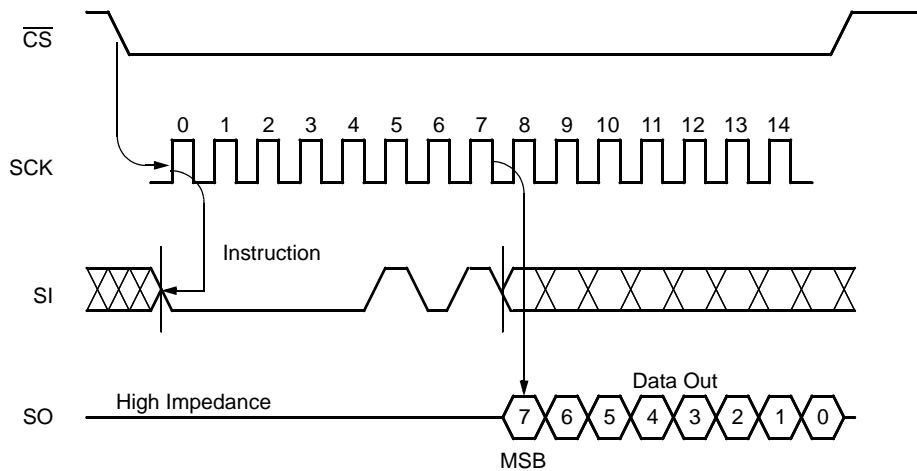 CS
0 1 2 3 4 5 6 7 8 9 10 11 12 13 14
SCK
Instruction
SI
Data Out
High Impedance
SO
7 6 5 4 3 2 1 0
MSB